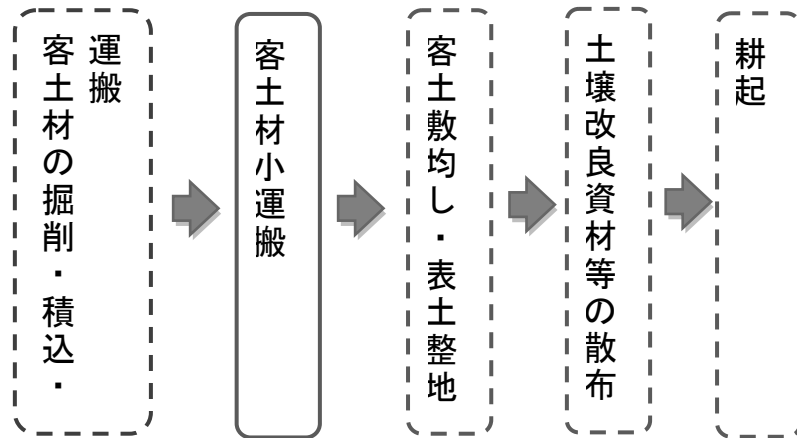 客土材の掘削・積込・
運搬
客土材小運搬
客土敷均し・表土整地
土壌改良資材等の散布
耕起